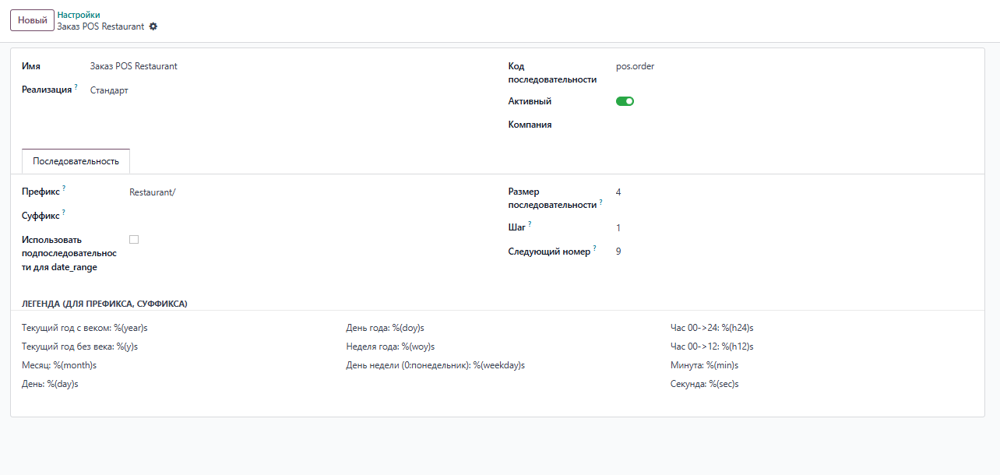 Новый
Настройки
Заказ POS Restaurant
Имя
Заказ POS Restaurant
Реализация ?
Стандарт
Код
последовательности
pos.order
Активный
Компания
Последовательность
Префикс ?
Restaurant/
Суффикс ?
Использовать
подпоследовательнос
ти для date_range
Размер
последовательности ?
4
Шаг ?
1
Следующий номер ?
9
ЛЕГЕНДА (ДЛЯ ПРЕФИКСА, СУФФИКСА)
Текущий год с веком: %(year)s
День года: %(doy)s
Час 00->24: %(h24)s
Текущий год без века: %(y)s
Неделя года: %(woy)s
Час 00->12: %(h12)s
Месяц: %(month)s
День недели (0:понедельник): %(weekday)s
Минута: %(min)s
День: %(day)s
Секунда: %(sec)s